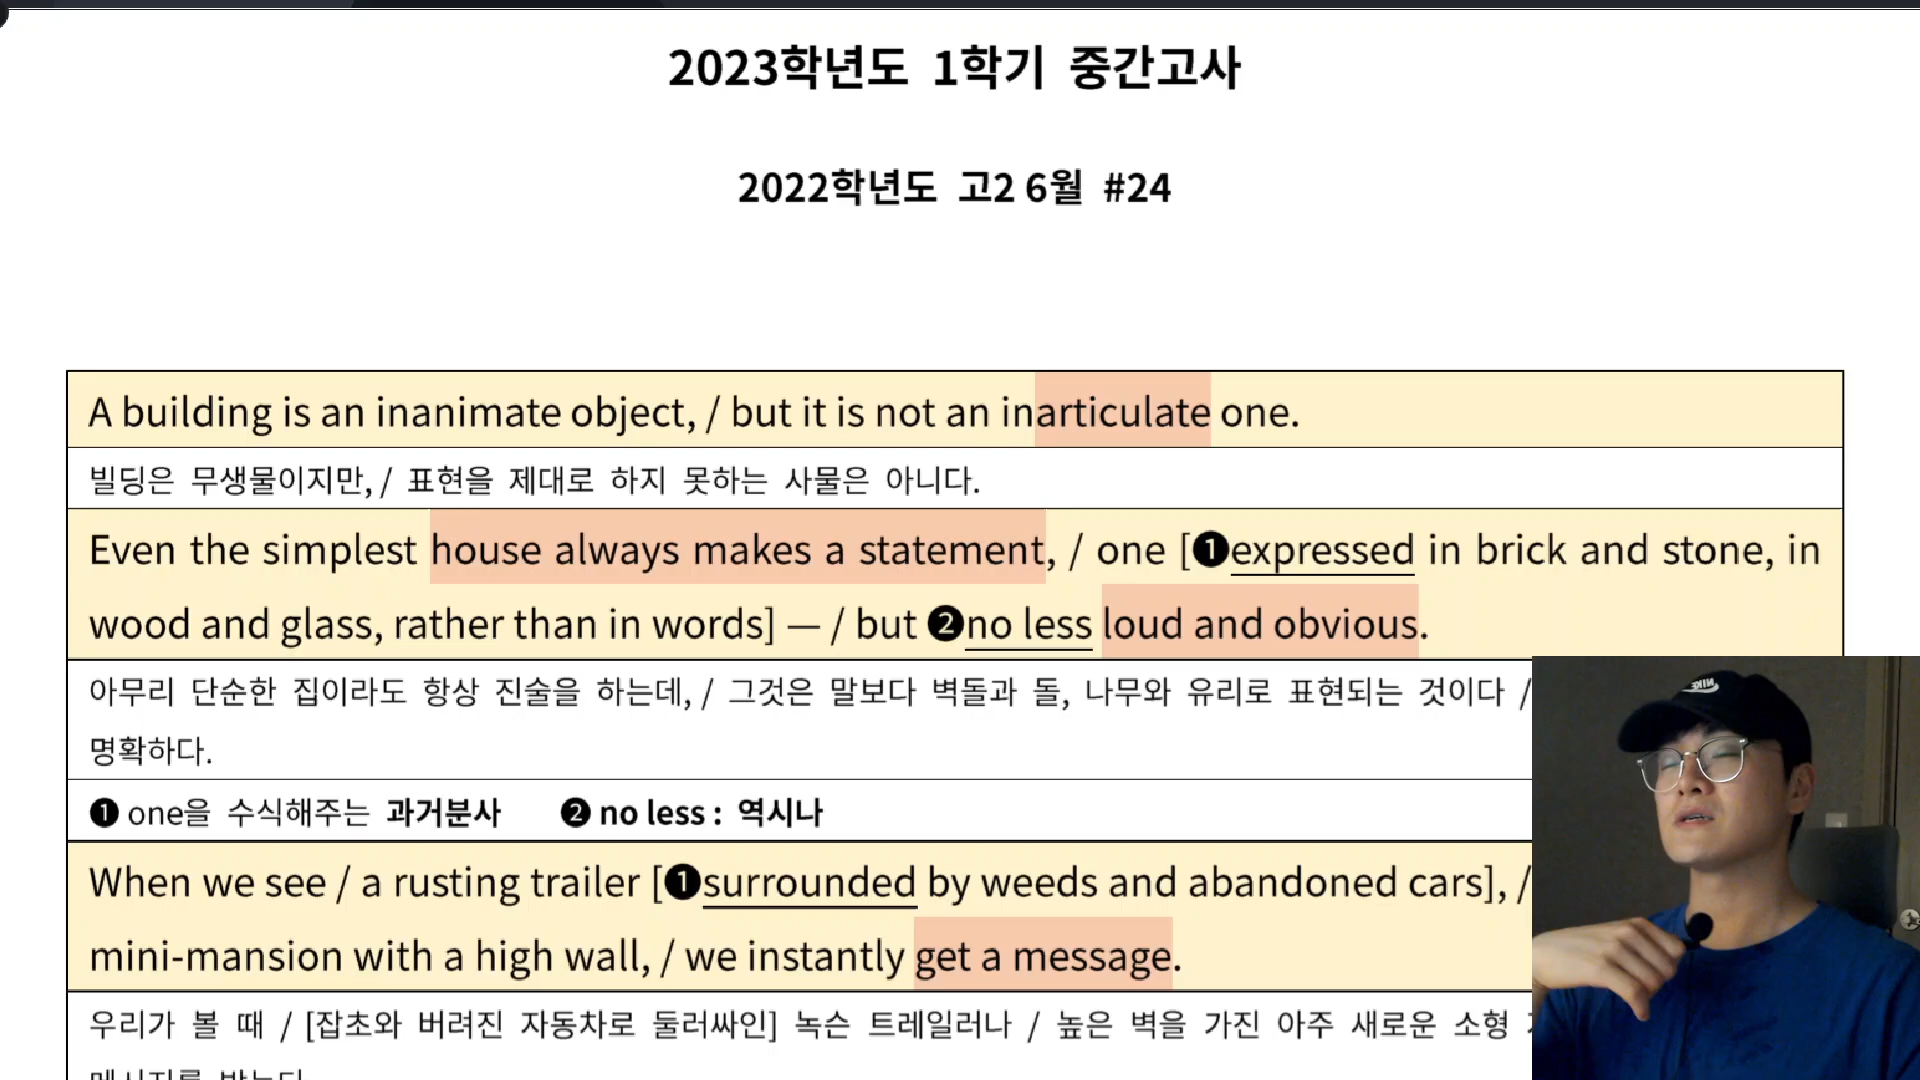 2023학년도 1학기 중간고사
2022학년도 고2 6월 #24
A building is an inanimate object, / but it is not an inarticulate one.
빌딩은 무생물이지만, / 표현을 제대로 하지 못하는 사물은 아니다.
Even the simplest house always makes a statement, / one [❶expressed in brick and stone, in
wood and glass, rather than in words] — / but ❷no less loud and obvious.
아무리 단순한 집이라도 항상 진술을 하는데, / 그것은 말보다 벽돌과 돌, 나무와 유리로 표현되는 것이다 /
명확하다.
❶ one을 수식해주는 과거분사 ❷ no less : 역시나
When we see / a rusting trailer [❶surrounded by weeds and abandoned cars], /
mini-mansion with a high wall, / we instantly get a message.
우리가 볼 때 / [잡초와 버려진 자동차로 둘러싸인] 녹슨 트레일러나 / 높은 벽을 가진 아주 새로운 소형
NIKE